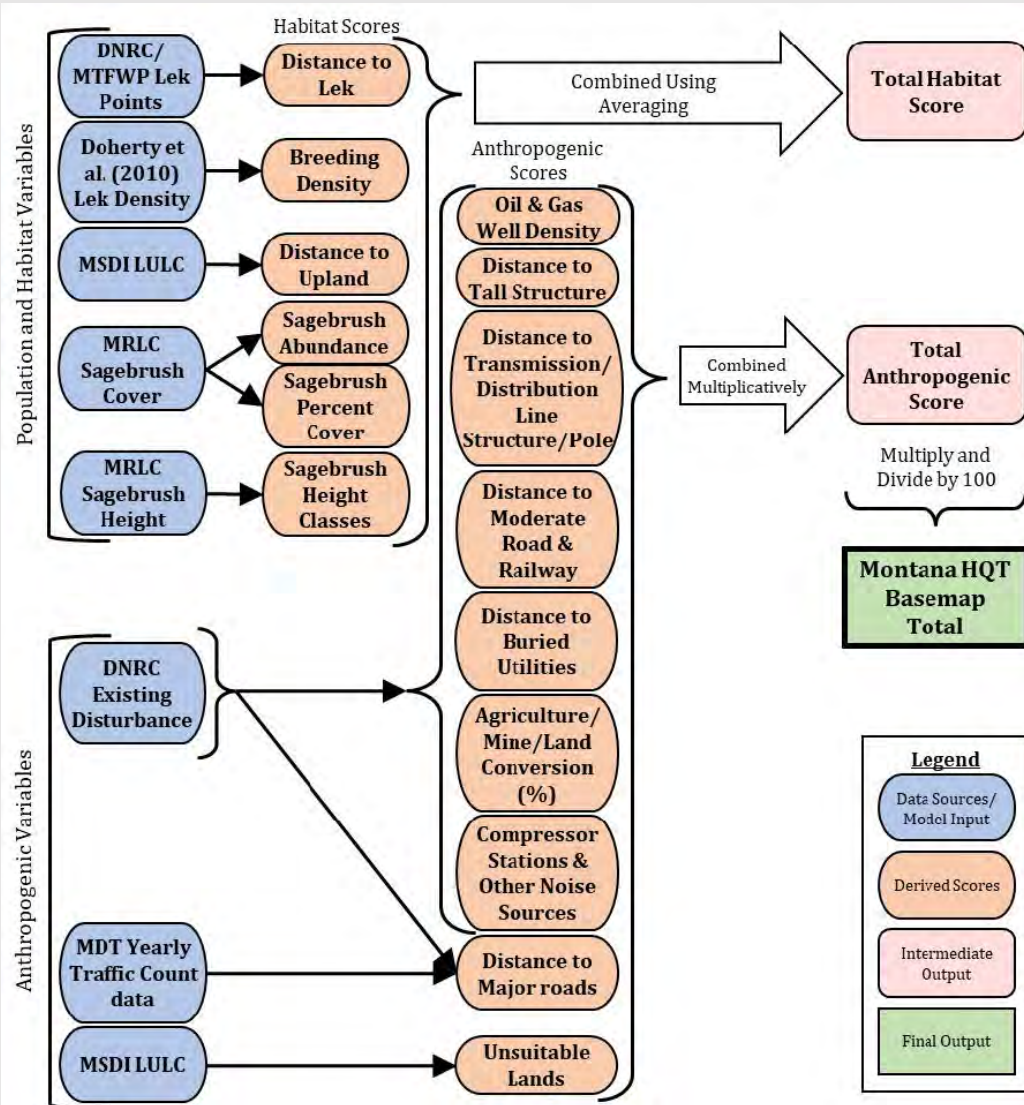 Population and Habitat Variables
DNRC/
MTFWP Lek
Points
Doherty et
al. (2010)
Lek Density
MSDI LULC
MRLC
Sagebrush
Cover
MRLC
Sagebrush
Height
Habitat Scores
Distance to
Lek
Breeding
Density
Distance to
Upland
Sagebrush
Abundance
Sagebrush
Percent
Cover
Sagebrush
Height
Classes
Combined Using
Averaging
Total Habitat
Score
Anthropogenic Variables
DNRC
Existing
Disturbance
MDT Yearly
Traffic Count
data
MSDI LULC
Anthropogenic
Scores
Oil & Gas
Well Density
Distance to
Tall Structure
Distance to
Transmission/
Distribution
Line
Structure/Pole
Distance to
Moderate
Road &
Railway
Distance to
Buried
Utilities
Agriculture/
Mine/Land
Conversion
(%)
Compressor
Stations &
Other Noise
Sources
Distance to
Major roads
Unsuitable
Lands
Combined
Multiplicatively
Total
Anthropogenic
Score
Multiply and
Divide by 100
Montana HQT
Basemap
Total
Legend
Data Sources/
Model Input
Derived Scores
Intermediate
Output
Final Output